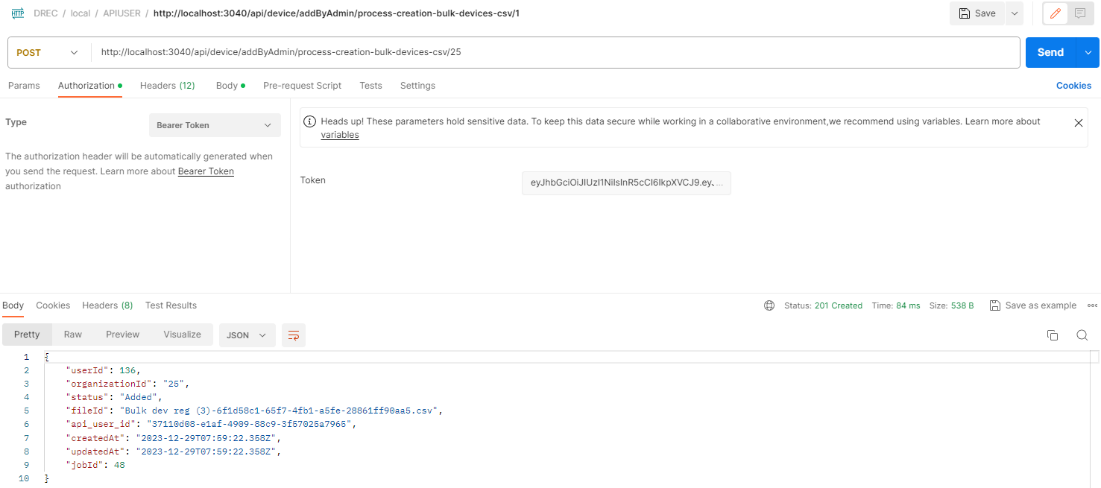 HTTP DREC / local / APIUSER / http://localhost:3040/api/device/addByAdmin/process-creation-bulk-devices-csv/1 Save
POST http://localhost:3040/api/device/addByAdmin/process-creation-bulk-devices-csv/25 Send
Params Authorization Headers (12) Body Pre-request Script Tests Settings Cookies
Type Bearer Token
Heads up! These parameters hold sensitive data. To keep this data secure while working in a collaborative environment,we recommend using variables. Learn more about
variables
The authorization header will be automatically generated when
you send the request. Learn more about Bearer Token
authorization
Token eyJhbGciOiJIUzI1NiIsInR5cCI6IkpXVCJ9.ey. ...
Body Cookies Headers (8) Test Results Status: 201 Created Time: 84 ms Size: 538 B Save as example
Pretty Raw Preview Visualize JSON
1 {
2 "userId": 136,
3 "organizationId": "25",
4 "status": "Added",
5 "fileId": "Bulk dev reg (3)-6f1d58c1-65f7-4fb1-a5fe-28861ff90aa5.csv",
6 "api_user_id": "37110d08-e1af-4909-88c9-3f57025a7965",
7 "createdAt": "2023-12-29T07:59:22.358Z",
8 "updatedAt": "2023-12-29T07:59:22.358Z",
9 "jobId": 48
10 }